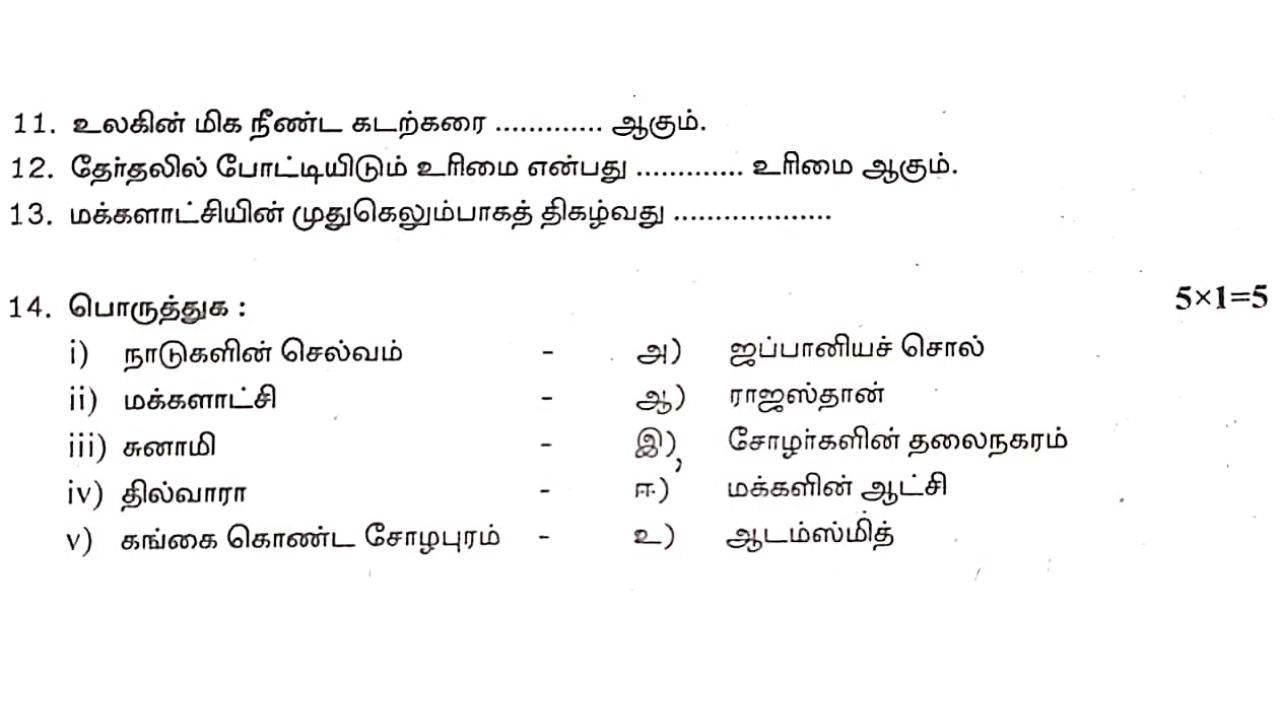 11. உலகின் மிக நீண்ட கடற்கரை ............. ஆகும்.
12. தேர்தலில் போட்டியிடும் உரிமை என்பது ............. உரிமை ஆகும்.
13. மக்களாட்சியின் முதுகெலும்பாகத் திகழ்வது ...................
14. பொருத்துக : 5×1=5
i) நாடுகளின் செல்வம் - அ) ஜப்பானியச் சொல்
ii) மக்களாட்சி - ஆ) ராஜஸ்தான்
iii) சுனாமி - இ) சோழர்களின் தலைநகரம்
iv) தில்வாரா - ஈ) மக்களின் ஆட்சி
v) கங்கை கொண்ட சோழபுரம் - உ) ஆடம்ஸ்மித்